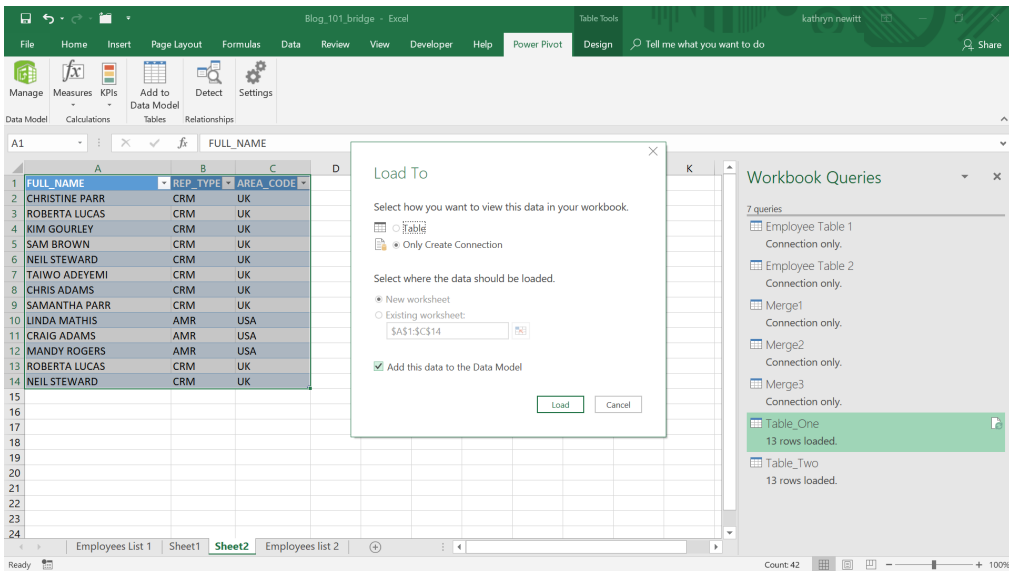 Blog_101_bridge - Excel
Table Tools
kathryn newitt
File Home Insert Page Layout Formulas Data Review View Developer Help Power Pivot Design Tell me what you want to do Share
Manage Measures KPIs Add to Data Model Detect Settings
Data Model Calculations Tables Relationships
A1 fx FULL_NAME
A B C D K
1 FULL_NAME REP_TYPE AREA_CODE
2 CHRISTINE PARR CRM UK
3 ROBERTA LUCAS CRM UK
4 KIM GOURLEY CRM UK
5 SAM BROWN CRM UK
6 NEIL STEWARD CRM UK
7 TAIWO ADEYEMI CRM UK
8 CHRIS ADAMS CRM UK
9 SAMANTHA PARR CRM UK
10 LINDA MATHIS AMR USA
11 CRAIG ADAMS AMR USA
12 MANDY ROGERS AMR USA
13 ROBERTA LUCAS CRM UK
14 NEIL STEWARD CRM UK
15
16
17
18
19
20
21
22
23
24
Load To
Select how you want to view this data in your workbook.
Table
Only Create Connection
Select where the data should be loaded.
New worksheet
Existing worksheet:
$A$1:$C$14
Add this data to the Data Model
Load Cancel
Workbook Queries
7 queries
Employee Table 1
Connection only.
Employee Table 2
Connection only.
Merge1
Connection only.
Merge2
Connection only.
Merge3
Connection only.
Table_One
13 rows loaded.
Table_Two
13 rows loaded.
Employees List 1 Sheet1 Sheet2 Employees list 2
Ready Count: 42 100%